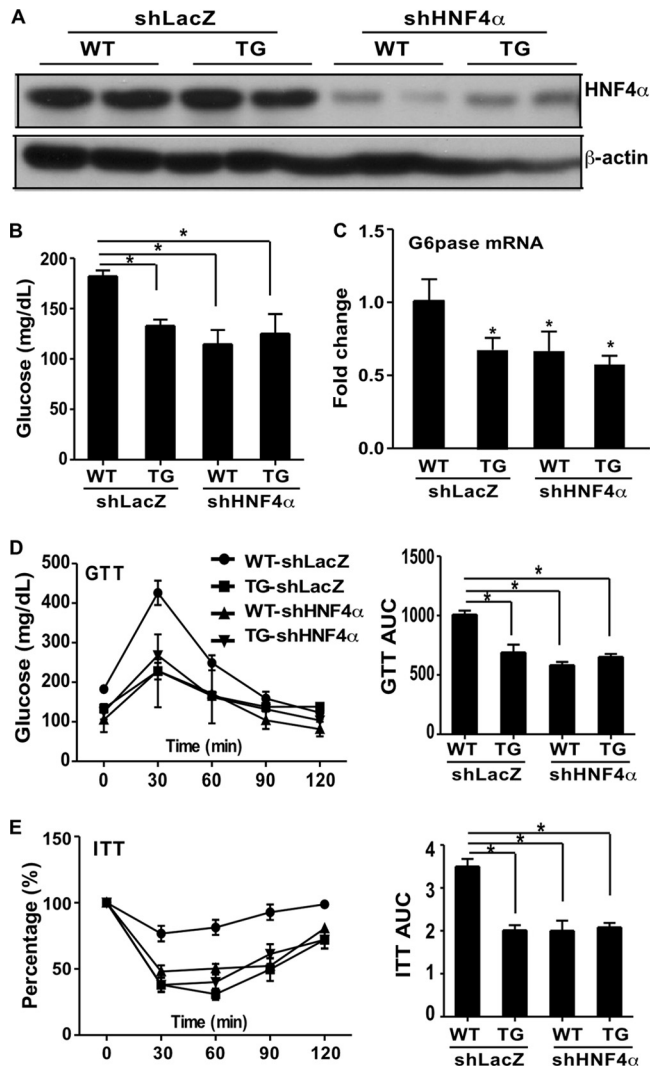 A
shLacZ shHNF4α
WT TG WT TG
HNF4α
β-actin
B
Glucose (mg/dL)
200
150
100
50
0
* * *
WT TG WT TG
shLacZ shHNF4α
C
G6pase mRNA
Fold change
1.5
1.0
0.5
0.0
* * *
WT TG WT TG
shLacZ shHNF4α
D
GTT
Glucose (mg/dL)
500
400
300
200
100
0
WT-shLacZ
TG-shLacZ
WT-shHNF4α
TG-shHNF4α
Time (min)
0 30 60 90 120
GTT AUC
1500
1000
500
0
* * *
WT TG WT TG
shLacZ shHNF4α
E
ITT
Percentage (%)
150
100
50
0
Time (min)
0 30 60 90 120
ITT AUC
4
3
2
0
* * *
WT TG WT TG
shLacZ shHNF4α